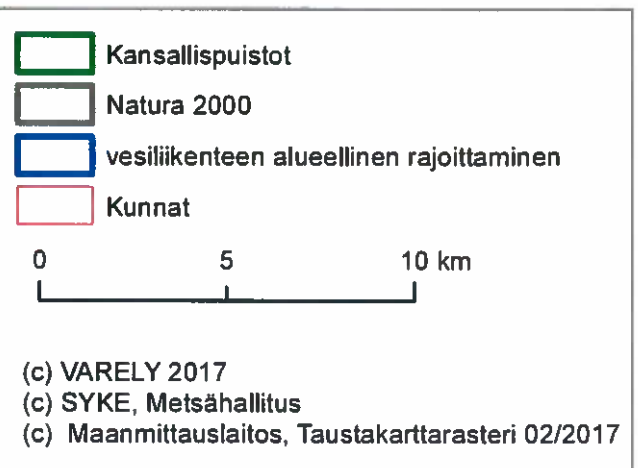 Kansallispuistot
Natura 2000
vesiliikenteen alueellinen rajoittaminen
Kunnat
0 5 10 km
(c) VARELY 2017
(c) SYKE, Metsähallitus
(c) Maanmittauslaitos, Taustakarttarasteri 02/2017